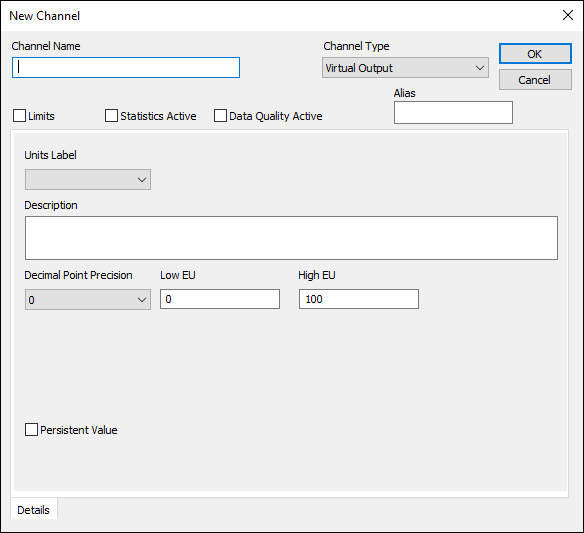 New Channel
Channel Name
Channel Type
Virtual Output
OK
Cancel
Alias
Limits
Statistics Active
Data Quality Active
Units Label
Description
Decimal Point Precision
Low EU
High EU
0
0
100
Persistent Value
Details